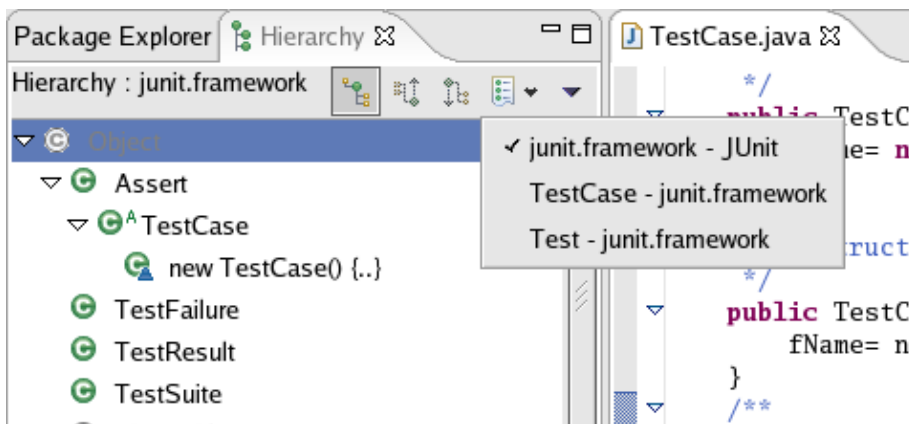 Package Explorer Hierarchy
TestCase.java
Hierarchy : junit.framework
*/
public TestC
Object
junit.framework - JUnit
e= n
Assert
TestCase - junit.framework
A TestCase
Test - junit.framework
ruct
new TestCase() {..}
*/
TestFailure
public TestC
TestResult
fName= n
}
TestSuite
/**